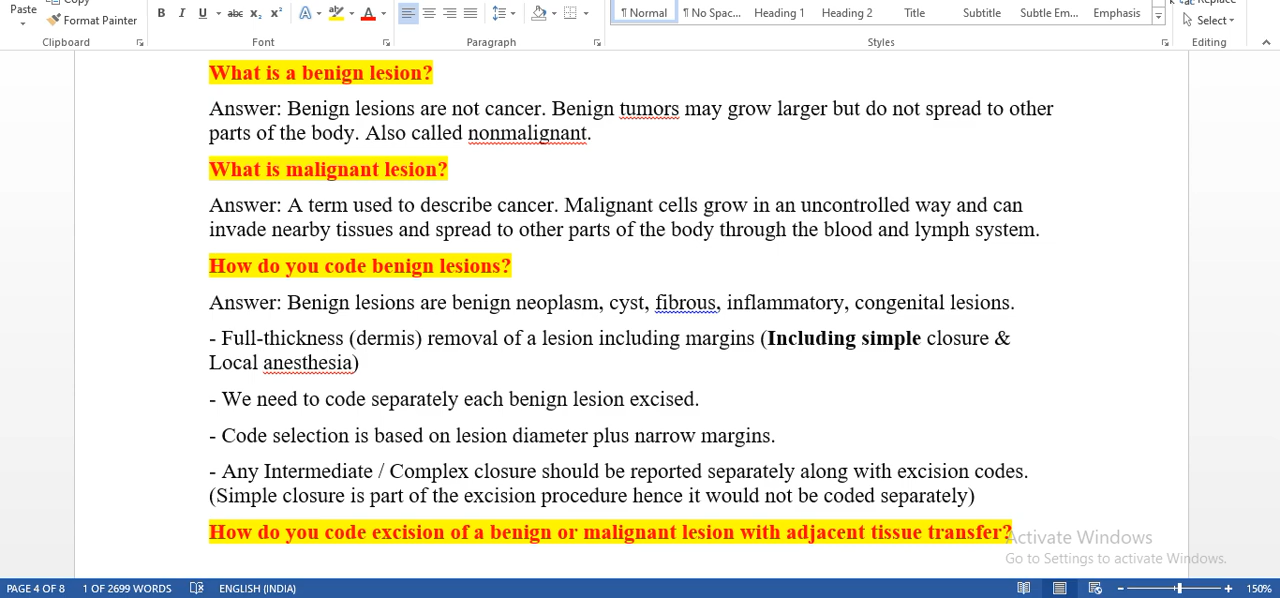 Copy Replace
Paste Format Painter B I U abc x₂ x² A ab A ¶ Normal ¶ No Spac... Heading 1 Heading 2 Title Subtitle Subtle Em... Emphasis Select
Clipboard Font Paragraph Styles Editing
What is a benign lesion?
Answer: Benign lesions are not cancer. Benign tumors may grow larger but do not spread to other
parts of the body. Also called nonmalignant.
What is malignant lesion?
Answer: A term used to describe cancer. Malignant cells grow in an uncontrolled way and can
invade nearby tissues and spread to other parts of the body through the blood and lymph system.
How do you code benign lesions?
Answer: Benign lesions are benign neoplasm, cyst, fibrous, inflammatory, congenital lesions.
- Full-thickness (dermis) removal of a lesion including margins (Including simple closure &
Local anesthesia)
- We need to code separately each benign lesion excised.
- Code selection is based on lesion diameter plus narrow margins.
- Any Intermediate / Complex closure should be reported separately along with excision codes.
(Simple closure is part of the excision procedure hence it would not be coded separately)
How do you code excision of a benign or malignant lesion with adjacent tissue transfer?
Activate Windows
Go to Settings to activate Windows.
PAGE 4 OF 8 1 OF 2699 WORDS ENGLISH (INDIA) 150%